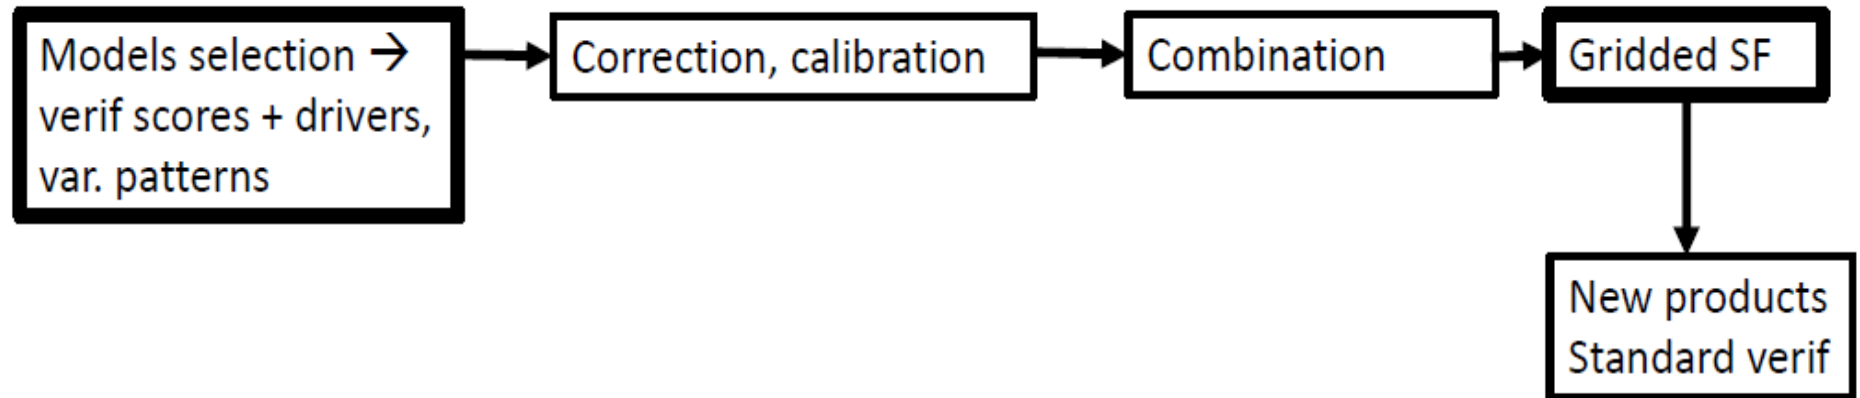 Models selection →
verif scores + drivers,
var. patterns
Correction, calibration
Combination
Gridded SF
New products
Standard verif